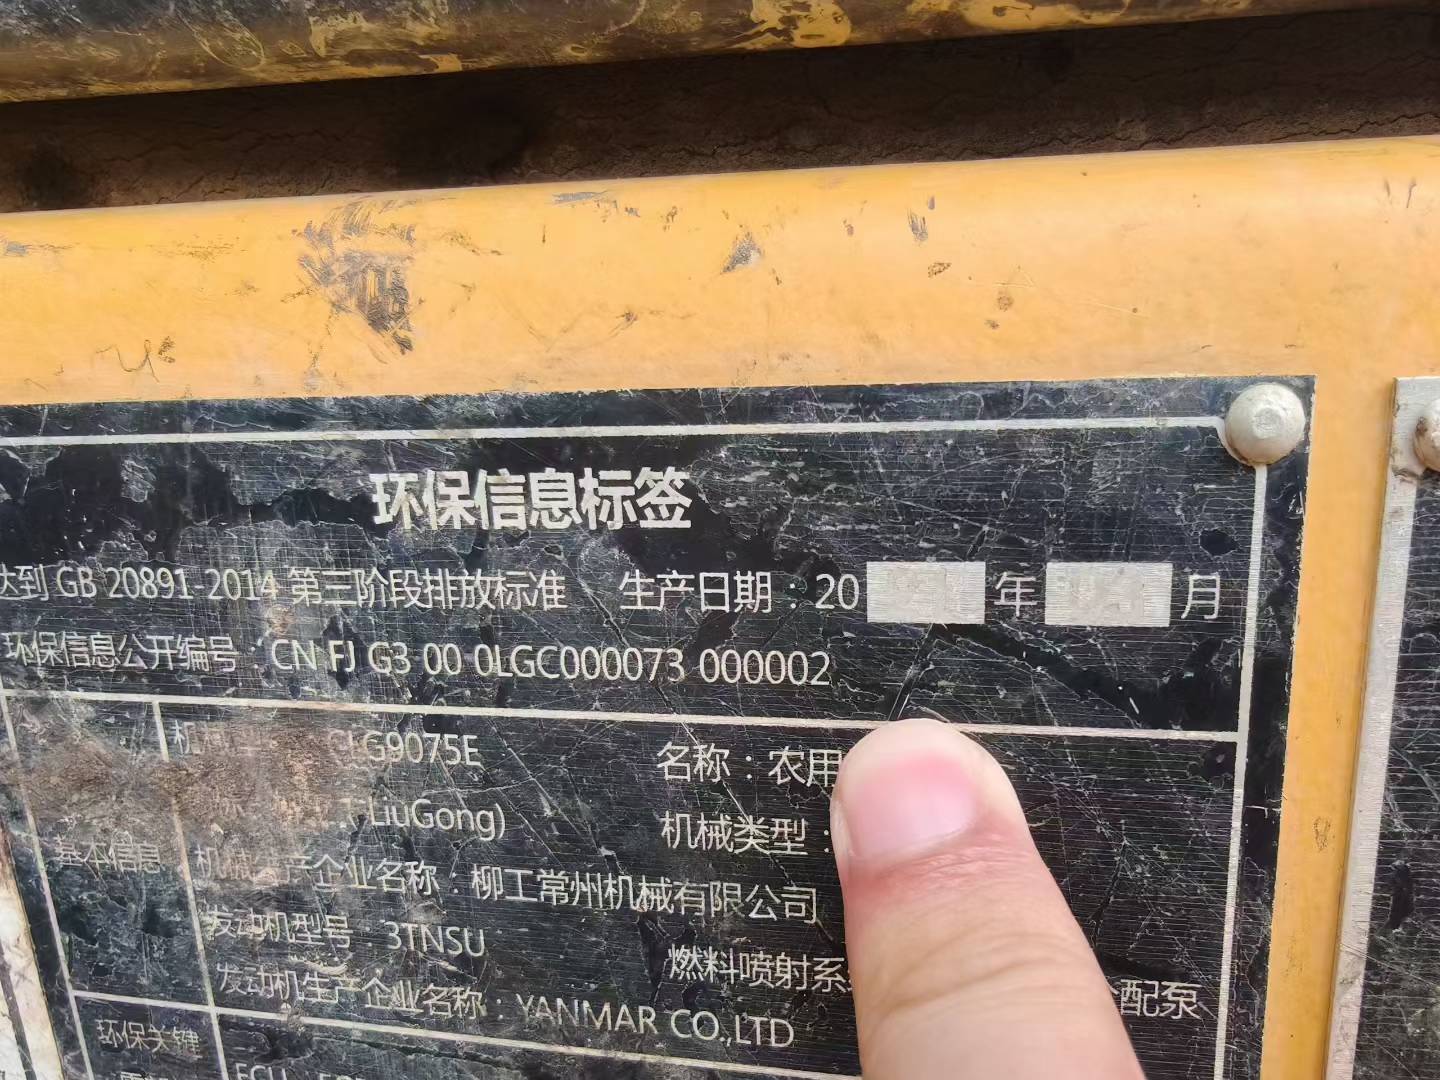 环保信息标签
达到 GB 20891-2014 第三阶段排放标准 生产日期：20 年 月
环保信息公开编号：CN FJ G3 00 0LGC000073 000002
CLG9075E 名称：农用
LiuGong) 机械类型：
基本信息 机械生产企业名称：柳工常州机械有限公司
发动机型号：3TNSU 燃料喷射系 配泵
发动机生产企业名称：YANMAR CO.,LTD
环保关键
ECU